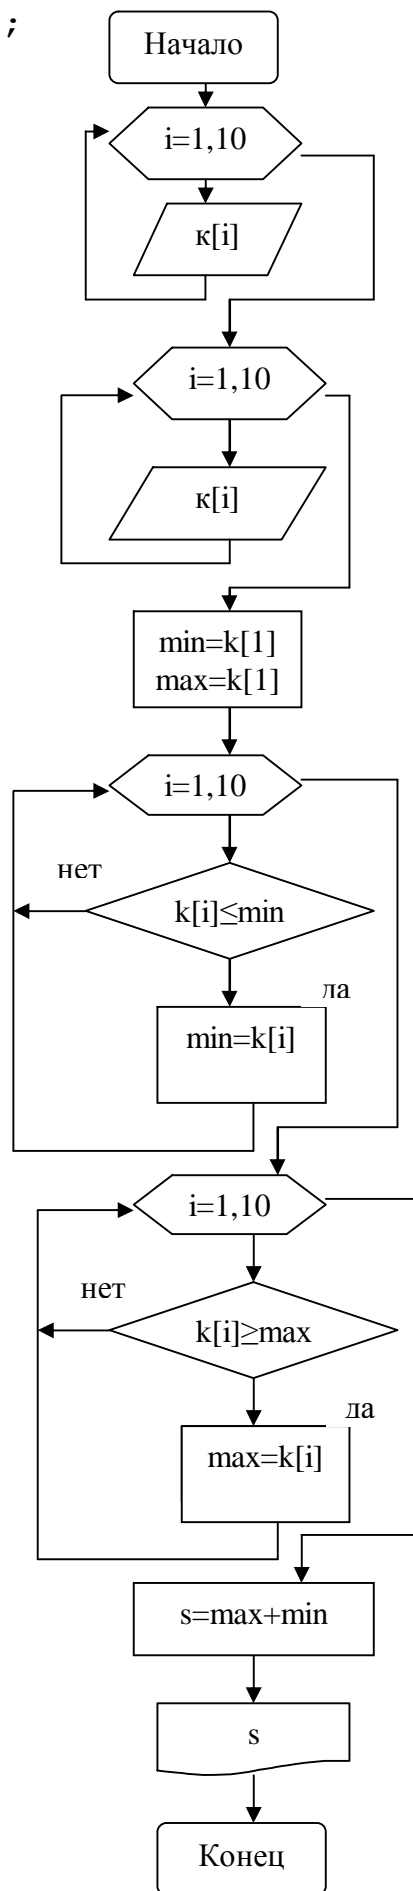 ;
Начало
i=1,10
к[i]
i=1,10
к[i]
min=k[1]
max=k[1]
i=1,10
нет
k[i]≤min
да
min=k[i]
i=1,10
нет
k[i]≥max
да
max=k[i]
s=max+min
s
Конец